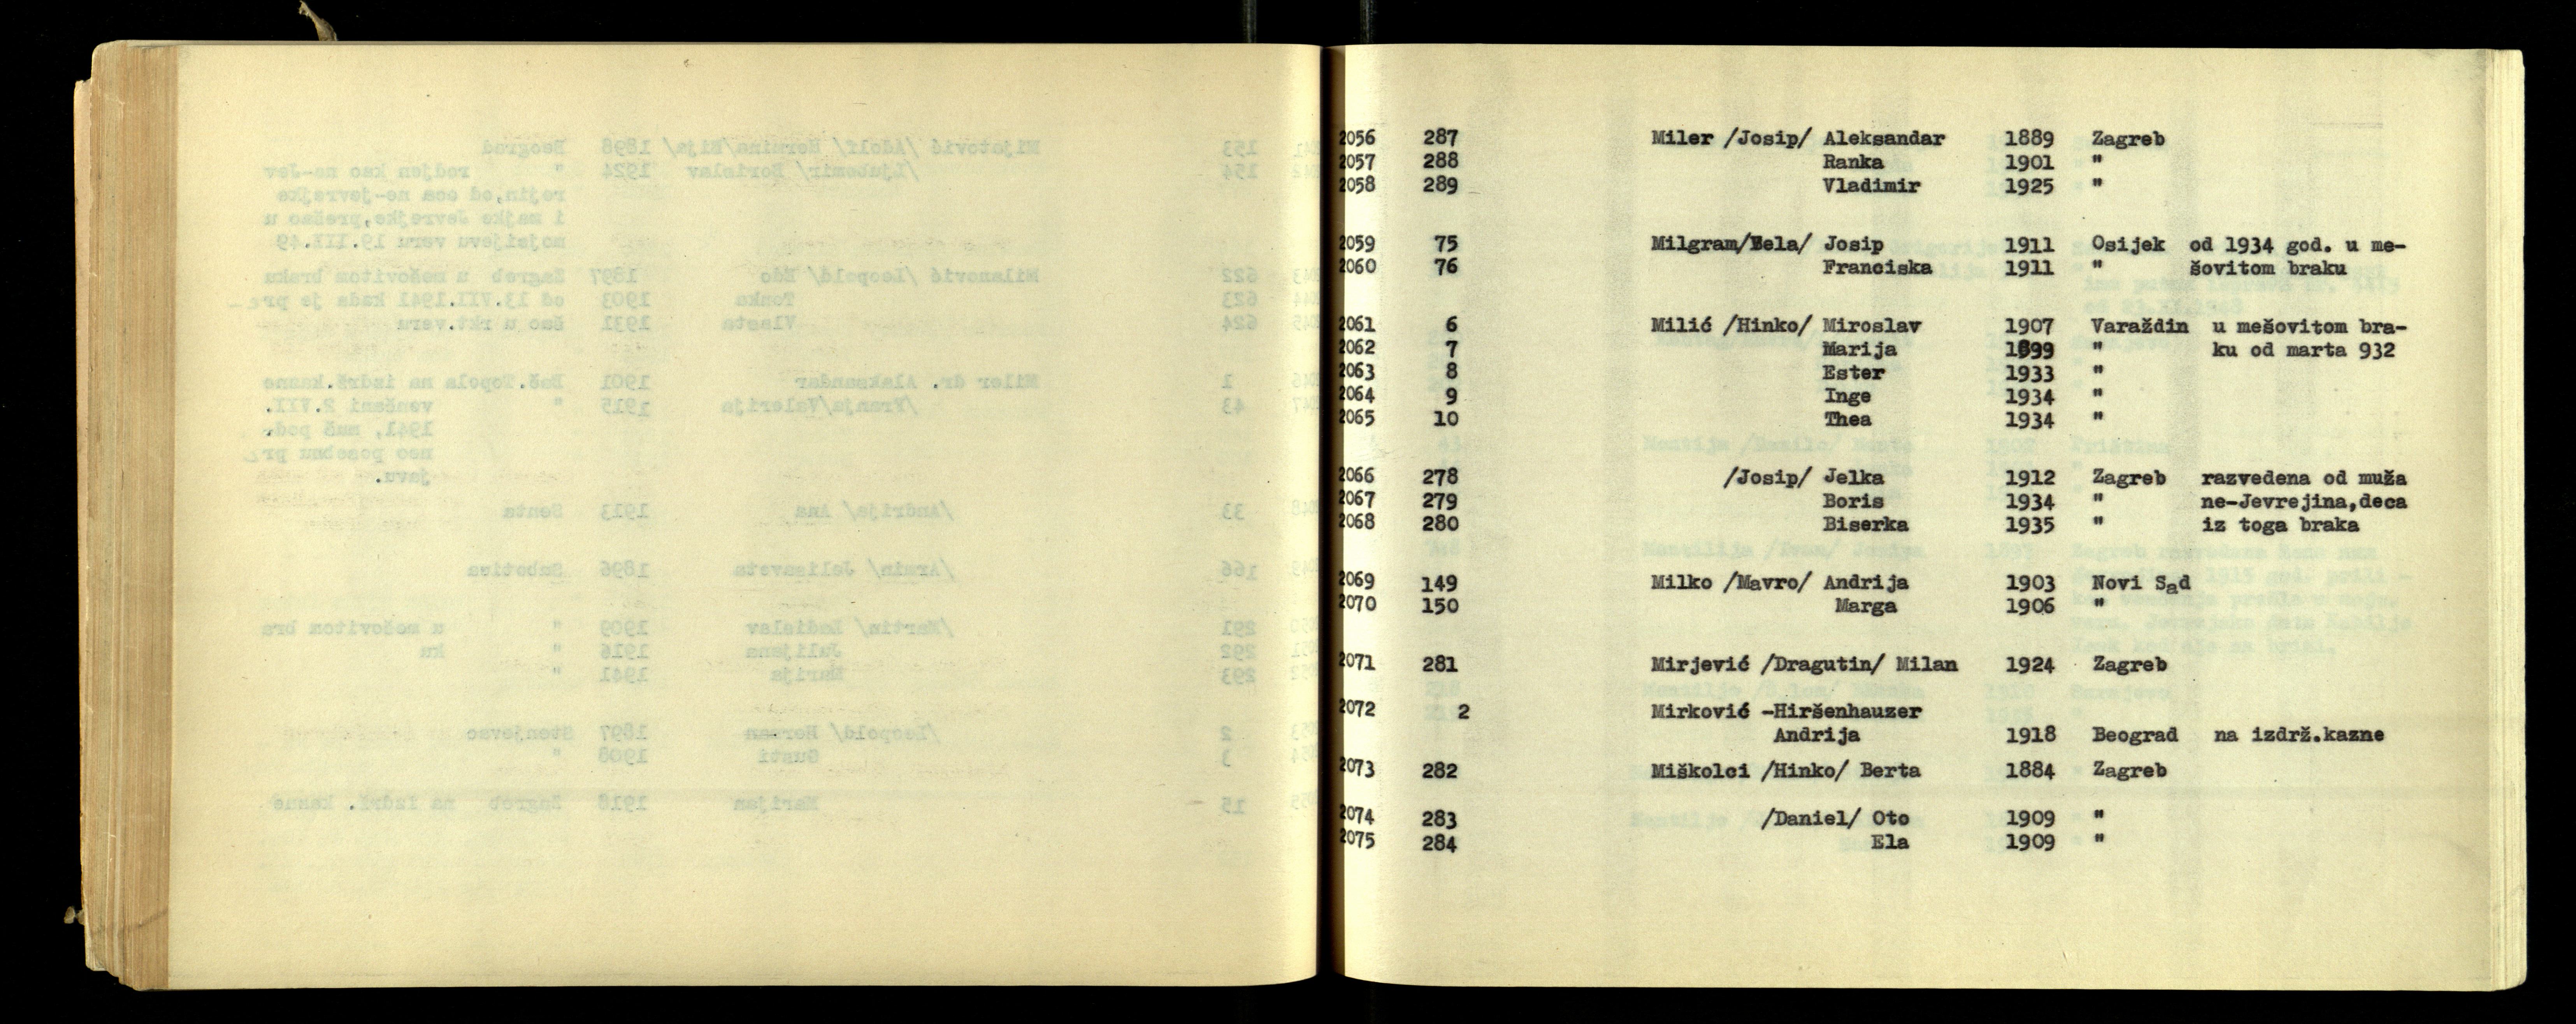 2056 287 Miler /Josip/ Aleksandar 1889 Zagreb
2057 288 Ranka 1901 "
2058 289 Vladimir 1925 "
2059 75 Milgram/Bela/ Josip 1911 Osijek od 1934 god. u me-
2060 76 Franciska 1911 " šovitom braku
2061 6 Milić /Hinko/ Miroslav 1907 Varaždin u mešovitom bra-
2062 7 Marija 1899 " ku od marta 932
2063 8 Ester 1933 "
2064 9 Inge 1934 "
2065 10 Thea 1934 "
2066 278 /Josip/ Jelka 1912 Zagreb razvedena od muža
2067 279 Boris 1934 " ne-Jevrejina,deca
2068 280 Biserka 1935 " iz toga braka
2069 149 Milko /Mavro/ Andrija 1903 Novi Sad
2070 150 Marga 1906 "
2071 281 Mirjević /Dragutin/ Milan 1924 Zagreb
2072 2 Mirković -Hiršenhauzer
Andrija 1918 Beograd na izdrž.kazne
2073 282 Miškolci /Hinko/ Berta 1884 Zagreb
2074 283 /Daniel/ Oto 1909 "
2075 284 Ela 1909 "